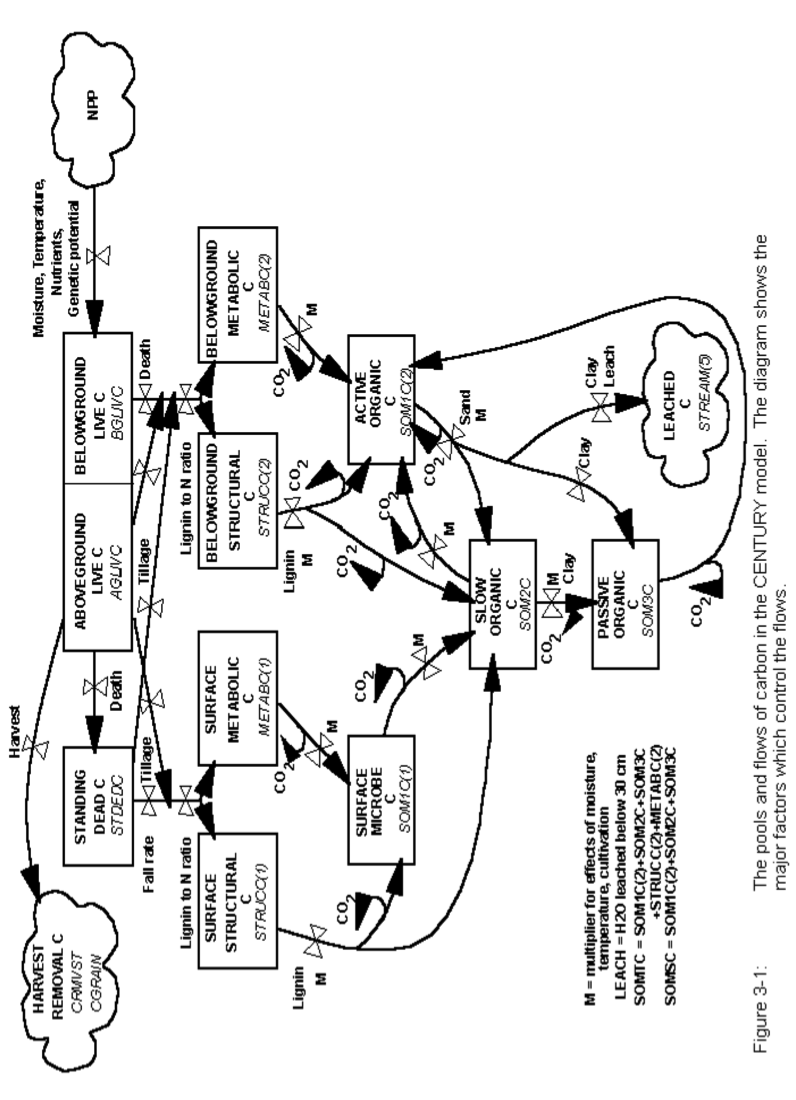 Harvest
HARVEST
REMOVAL C
CRMVST
CGRAIN
STANDING
DEAD C
STDEDC
Death
ABOVEGROUND
LIVE C
AGLIVC
BELOWGROUND
LIVE C
BGLIVC
Moisture, Temperature,
Nutrients,
Genetic potential
NPP
Fall rate
Tillage
Tillage
Death
Lignin to N ratio
Lignin to N ratio
SURFACE
STRUCTURAL
C
STRUCC(1)
SURFACE
METABOLIC
C
METABC(1)
BELOWGROUND
STRUCTURAL
C
STRUCC(2)
BELOWGROUND
METABOLIC
C
METABC(2)
Lignin
M
CO2
CO2
M
Lignin
M
CO2
CO2
CO2
M
SURFACE
MICROBE
C
SOM1C(1)
ACTIVE
ORGANIC
C
SOM1C(2)
CO2
M
CO2
M
CO2
Sand
M
SLOW
ORGANIC
C
SOM2C
Clay
Clay
Leach
CO2
M
Clay
PASSIVE
ORGANIC
C
SOM3C
LEACHED
C
STREAM(5)
CO2
M = multiplier for effects of moisture,
temperature, cultivation
LEACH = H2O leached below 30 cm
SOMTC = SOM1C(2)+SOM2C+SOM3C
+STRUCC(2)+METABC(2)
SOMSC = SOM1C(2)+SOM2C+SOM3C
Figure 3-1: The pools and flows of carbon in the CENTURY model. The diagram shows the
major factors which control the flows.